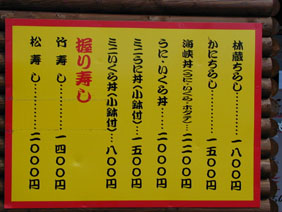 林蔵ちらし……一八〇〇円
かにちらし……一五〇〇円
海峡丼(うに・いくら・ホタテ)…二二〇〇円
うに・いくら丼……二〇〇〇円
ミニうに丼(小鉢付)…一五〇〇円
ミニいくら丼(小鉢付)…八〇〇円
握り寿し
竹寿し……一四〇〇円
松寿し……二〇〇〇円